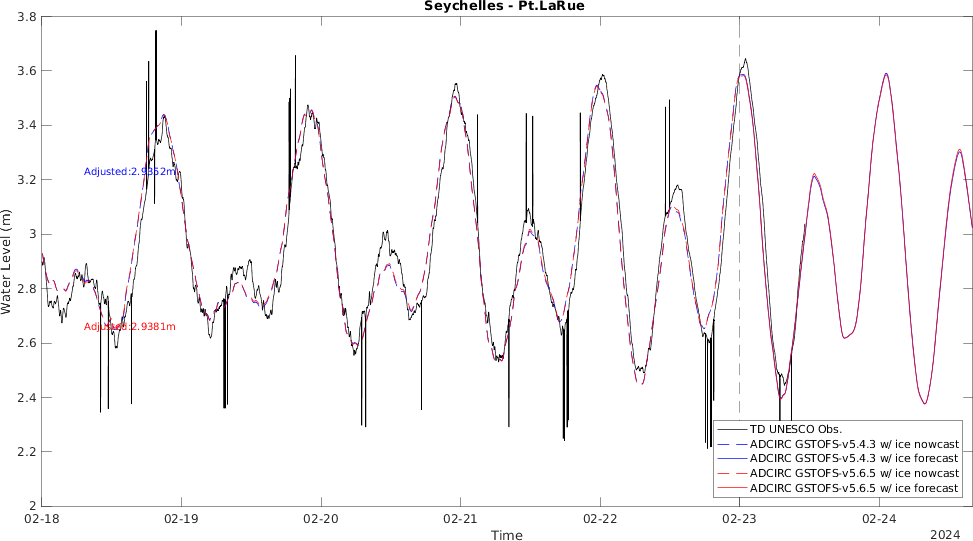 Seychelles - Pt.LaRue
Water Level (m)
3.8
3.6
3.4
3.2
3
2.8
2.6
2.4
2.2
2
Adjusted:2.9352m
Adjusted:2.9381m
TD UNESCO Obs.
ADCIRC GSTOFS-v5.4.3 w/ ice nowcast
ADCIRC GSTOFS-v5.4.3 w/ ice forecast
ADCIRC GSTOFS-v5.6.5 w/ ice nowcast
ADCIRC GSTOFS-v5.6.5 w/ ice forecast
02-18 02-19 02-20 02-21 02-22 02-23 02-24
Time
2024